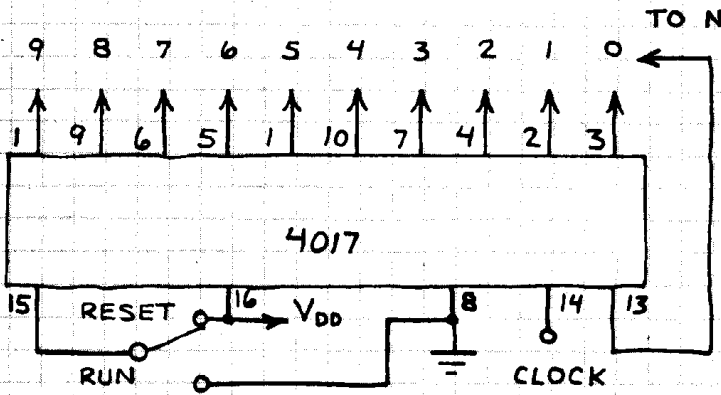 TO N
9 8 7 6 5 4 3 2 1 0
1 9 6 5 1 10 7 4 2 3
4017
15 16 8 14 13
RESET VDD
RUN CLOCK